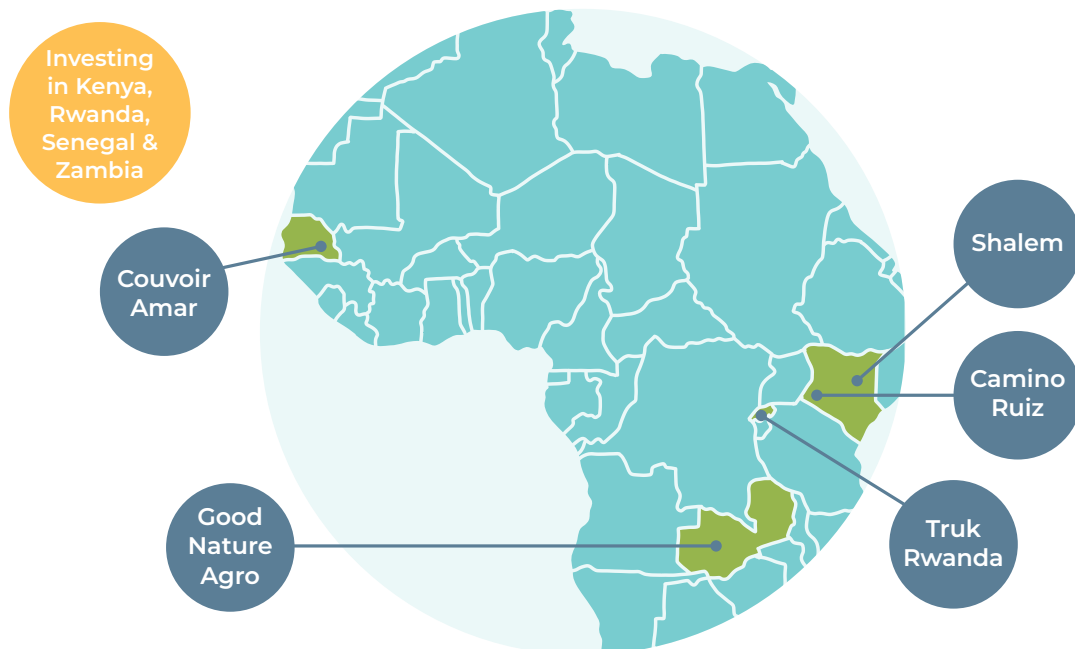 Investing
in Kenya,
Rwanda,
Senegal &
Zambia
Couvoir
Amar
Shalem
Camino
Ruiz
Good
Nature
Agro
Truk
Rwanda